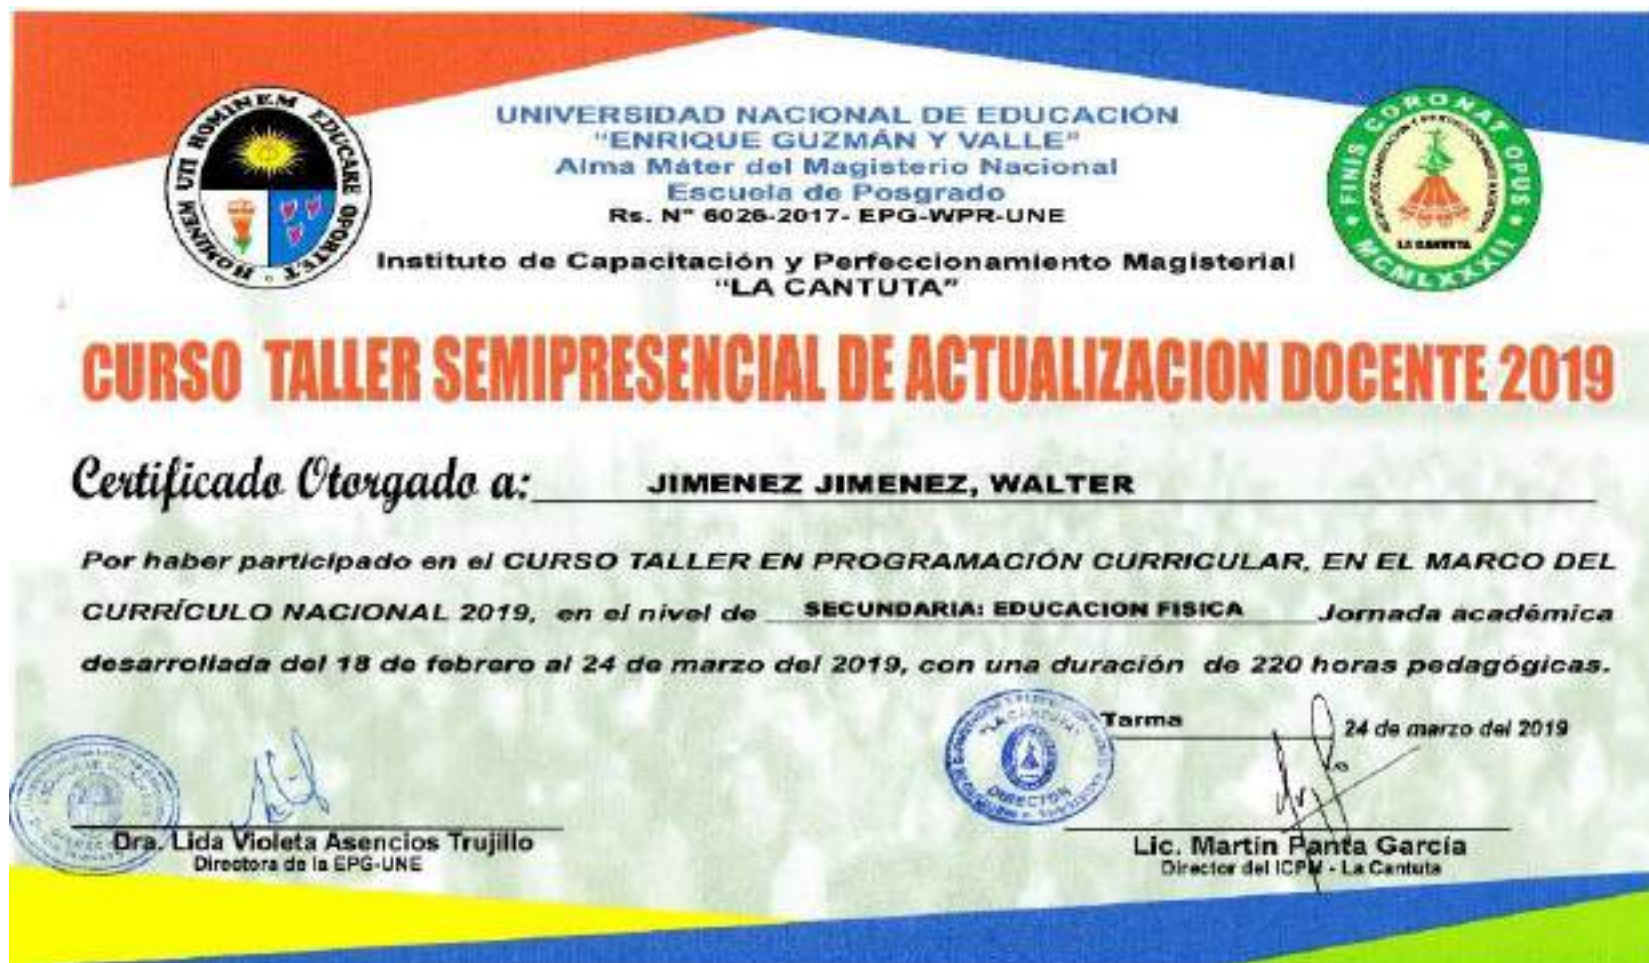 HOMINEM UTI HOMINEM EDUCARE OPORTET
UNIVERSIDAD NACIONAL DE EDUCACIÓN
"ENRIQUE GUZMÁN Y VALLE"
Alma Máter del Magisterio Nacional
Escuela de Posgrado
Rs. N° 6026-2017- EPG-WPR-UNE
Instituto de Capacitación y Perfeccionamiento Magisterial
"LA CANTUTA"
FINIS CORONAT OPUS
LA CANTUTA
MCMLXXXII
CURSO TALLER SEMIPRESENCIAL DE ACTUALIZACION DOCENTE 2019
Certificado Otorgado a: JIMENEZ JIMENEZ, WALTER
Por haber participado en el CURSO TALLER EN PROGRAMACIÓN CURRICULAR, EN EL MARCO DEL
CURRÍCULO NACIONAL 2019, en el nivel de SECUNDARIA: EDUCACION FISICA Jornada académica
desarrollada del 18 de febrero al 24 de marzo del 2019, con una duración de 220 horas pedagógicas.
Tarma 24 de marzo del 2019
"LA CANTUTA"
DIRECTOR
Dra. Lida Violeta Asencios Trujillo
Directora de la EPG-UNE
Lic. Martín Panta García
Director del ICPM - La Cantuta